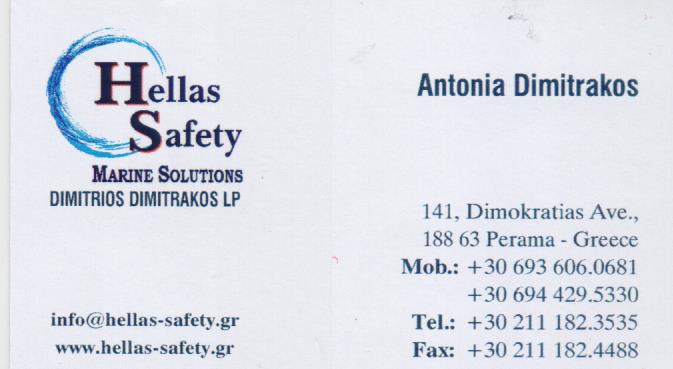 Hellas
Safety
MARINE SOLUTIONS
DIMITRIOS DIMITRAKOS LP
info@hellas-safety.gr
www.hellas-safety.gr
Antonia Dimitrakos
141, Dimokratias Ave.,
188 63 Perama - Greece
Mob.: +30 693 606.0681
+30 694 429.5330
Tel.: +30 211 182.3535
Fax: +30 211 182.4488